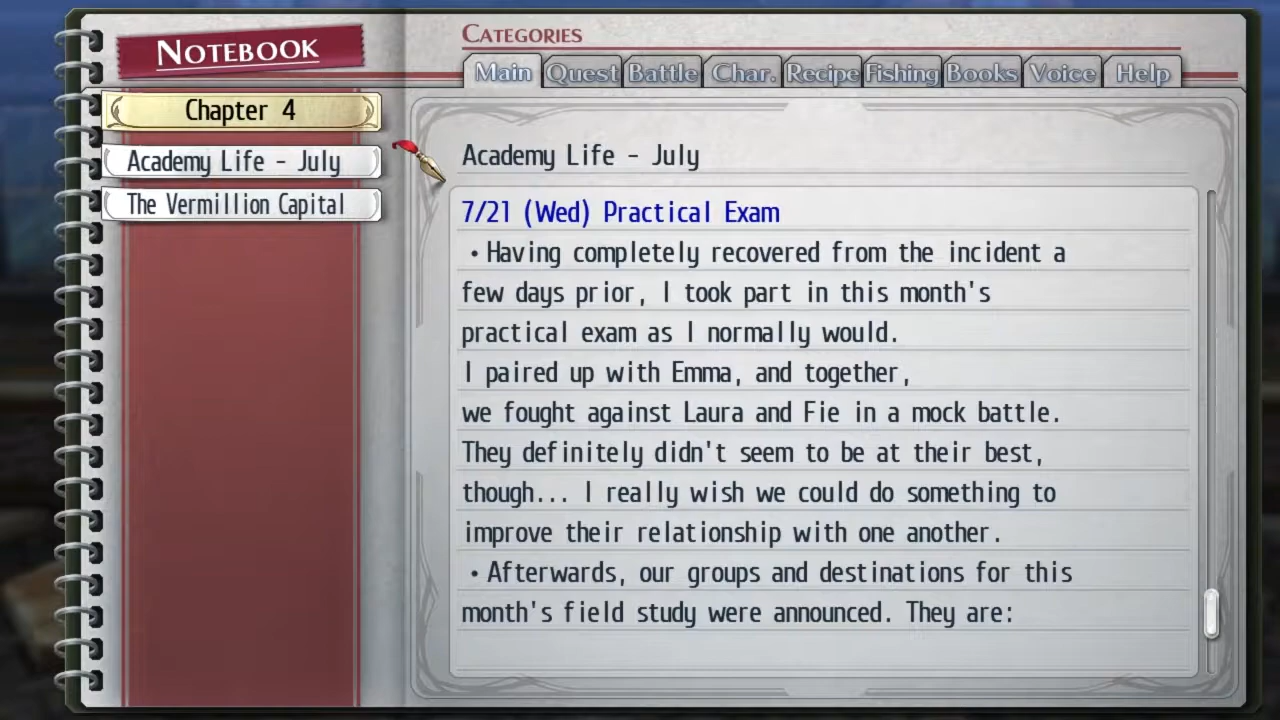 NOTEBOOK
CATEGORIES
Main Quest Battle Char. Recipe Fishing Books Voice Help
Chapter 4
Academy Life - July
The Vermillion Capital
Academy Life - July
7/21 (Wed) Practical Exam
・Having completely recovered from the incident a
few days prior, I took part in this month's
practical exam as I normally would.
I paired up with Emma, and together,
we fought against Laura and Fie in a mock battle.
They definitely didn't seem to be at their best,
though... I really wish we could do something to
improve their relationship with one another.
・Afterwards, our groups and destinations for this
month's field study were announced. They are: